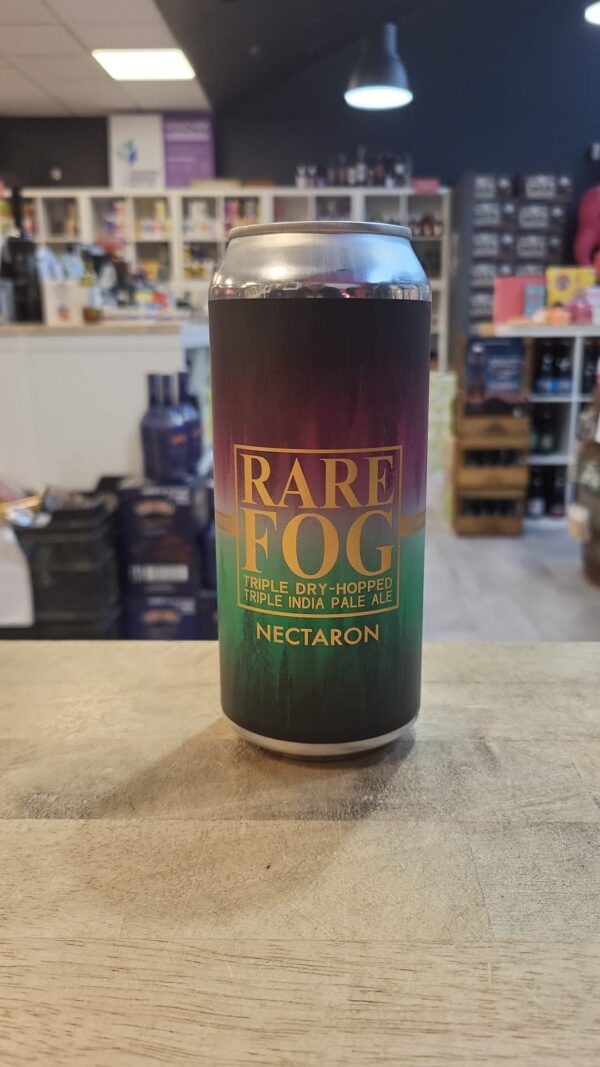 RARE
FOG
TRIPLE DRY-HOPPED
TRIPLE INDIA PALE ALE
NECTARON